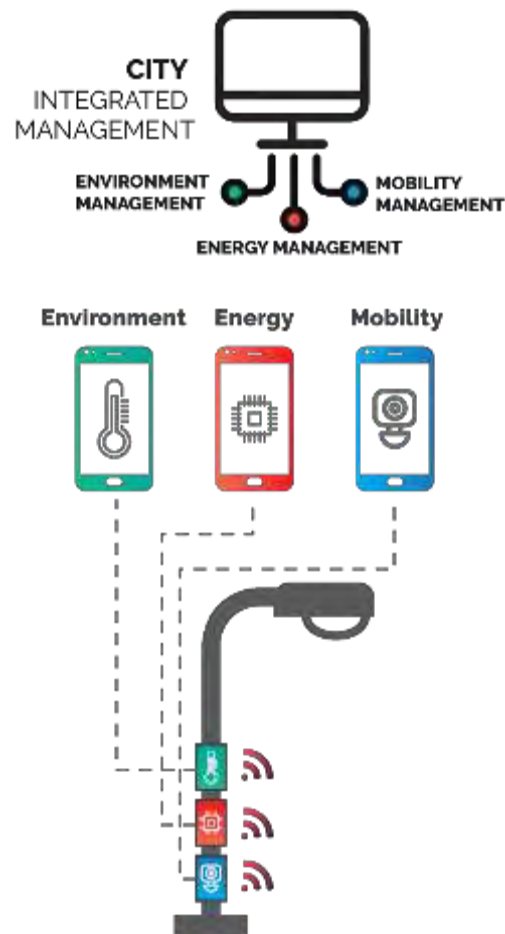 CITY
INTEGRATED
MANAGEMENT
ENVIRONMENT
MANAGEMENT
MOBILITY
MANAGEMENT
ENERGY MANAGEMENT
Environment
Energy
Mobility